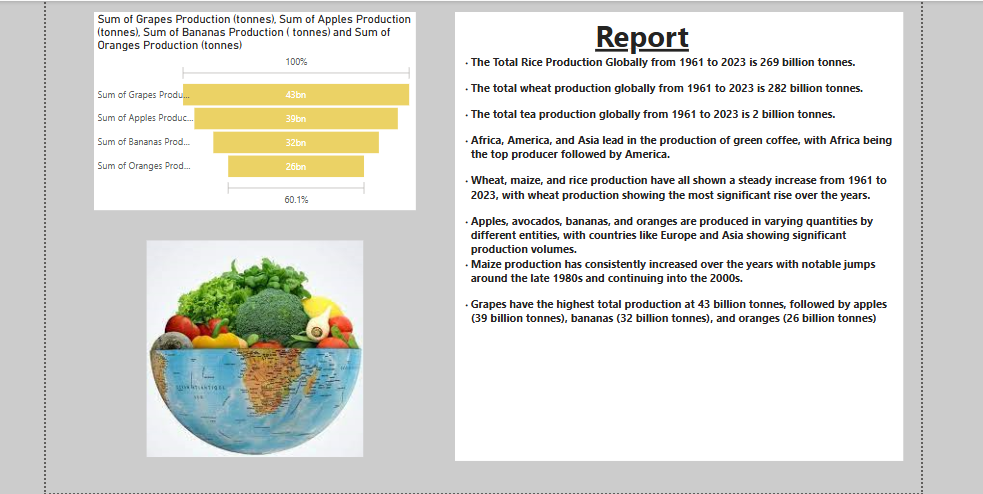 Sum of Grapes Production (tonnes), Sum of Apples Production
(tonnes), Sum of Bananas Production ( tonnes) and Sum of
Oranges Production (tonnes)
100%
Sum of Grapes Produ... 43bn
Sum of Apples Produc... 39bn
Sum of Bananas Prod... 32bn
Sum of Oranges Prod... 26bn
60.1%
Report
· The Total Rice Production Globally from 1961 to 2023 is 269 billion tonnes.
· The total wheat production globally from 1961 to 2023 is 282 billion tonnes.
· The total tea production globally from 1961 to 2023 is 2 billion tonnes.
· Africa, America, and Asia lead in the production of green coffee, with Africa being
the top producer followed by America.
· Wheat, maize, and rice production have all shown a steady increase from 1961 to
2023, with wheat production showing the most significant rise over the years.
· Apples, avocados, bananas, and oranges are produced in varying quantities by
different entities, with countries like Europe and Asia showing significant
production volumes.
· Maize production has consistently increased over the years with notable jumps
around the late 1980s and continuing into the 2000s.
· Grapes have the highest total production at 43 billion tonnes, followed by apples
(39 billion tonnes), bananas (32 billion tonnes), and oranges (26 billion tonnes)